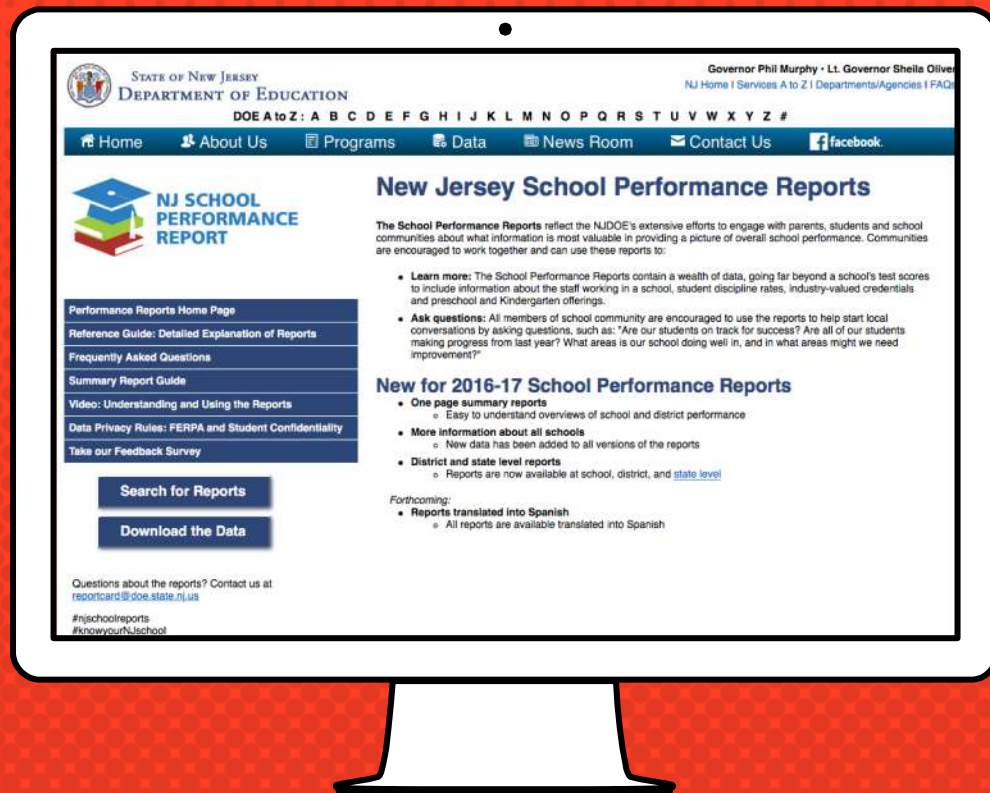 STATE OF NEW JERSEY
DEPARTMENT OF EDUCATION
Governor Phil Murphy • Lt. Governor Sheila Oliver
NJ Home I Services A to Z I Departments/Agencies I FAQs
DOE A to Z: A B C D E F G H I J K L M N O P Q R S T U V W X Y Z #
Home About Us Programs Data News Room Contact Us facebook.
NJ SCHOOL
PERFORMANCE
REPORT
Performance Reports Home Page
Reference Guide: Detailed Explanation of Reports
Frequently Asked Questions
Summary Report Guide
Video: Understanding and Using the Reports
Data Privacy Rules: FERPA and Student Confidentiality
Take our Feedback Survey
Search for Reports
Download the Data
Questions about the reports? Contact us at
reportcard@doe.state.nj.us
#njschoolreports
#knowyourNJschool
New Jersey School Performance Reports
The School Performance Reports reflect the NJDOE's extensive efforts to engage with parents, students and school
communities about what information is most valuable in providing a picture of overall school performance. Communities
are encouraged to work together and can use these reports to:
• Learn more: The School Performance Reports contain a wealth of data, going far beyond a school's test scores
to include information about the staff working in a school, student discipline rates, industry-valued credentials
and preschool and Kindergarten offerings.
• Ask questions: All members of school community are encouraged to use the reports to help start local
conversations by asking questions, such as: "Are our students on track for success? Are all of our students
making progress from last year? What areas is our school doing well in, and in what areas might we need
improvement?"
New for 2016-17 School Performance Reports
• One page summary reports
○ Easy to understand overviews of school and district performance
• More information about all schools
○ New data has been added to all versions of the reports
• District and state level reports
○ Reports are now available at school, district, and state level
Forthcoming:
• Reports translated into Spanish
○ All reports are available translated into Spanish